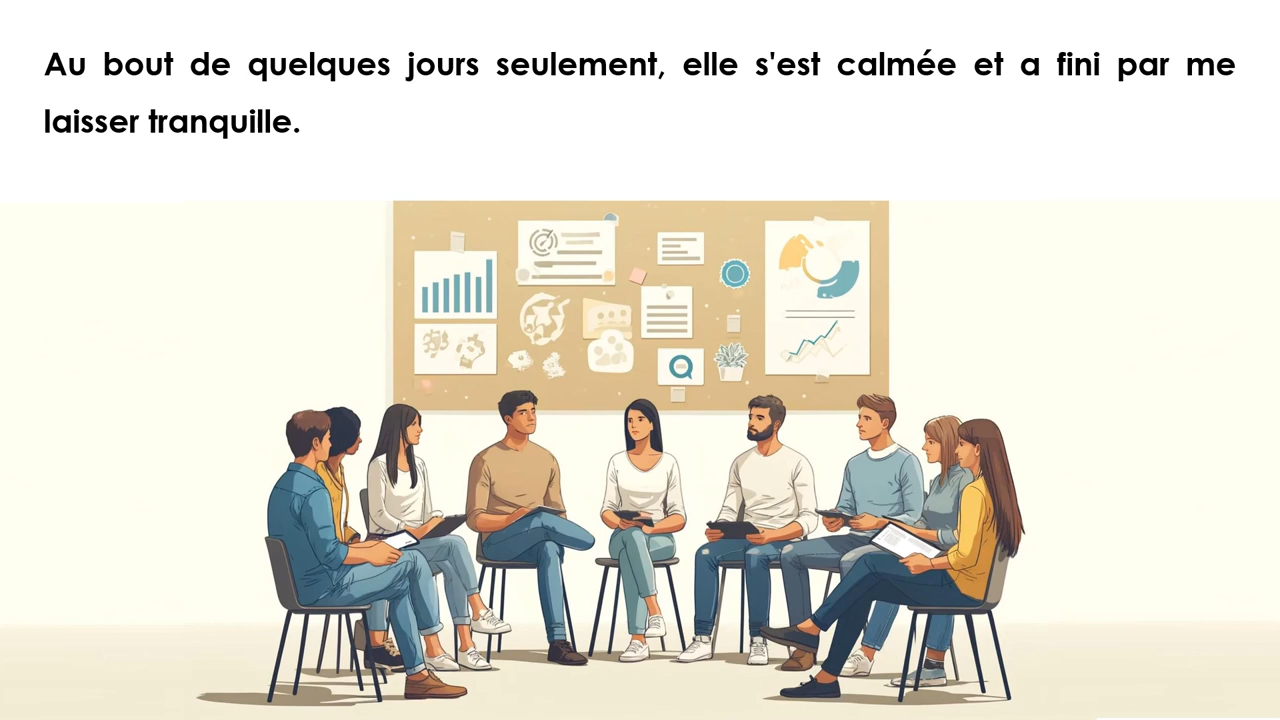 Au bout de quelques jours seulement, elle s'est calmée et a fini par me
laisser tranquille.